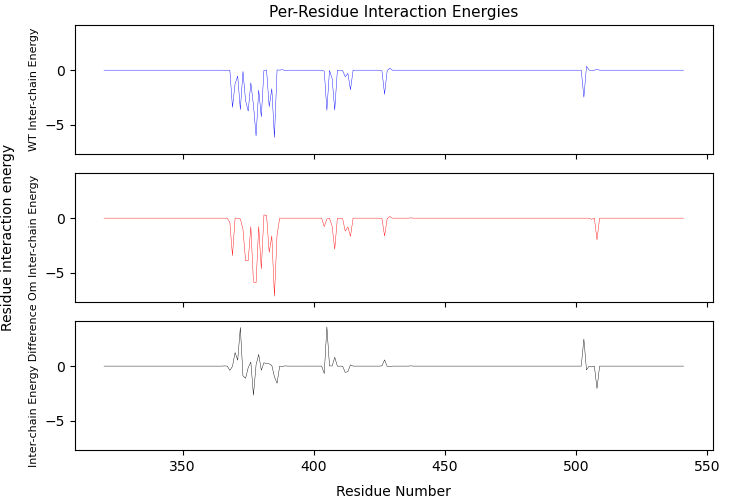 Per-Residue Interaction Energies
Residue interaction energy
WT Inter-chain Energy
0
−5
Om Inter-chain Energy
0
−5
Inter-chain Energy Difference
0
−5
350
400
450
500
550
Residue Number